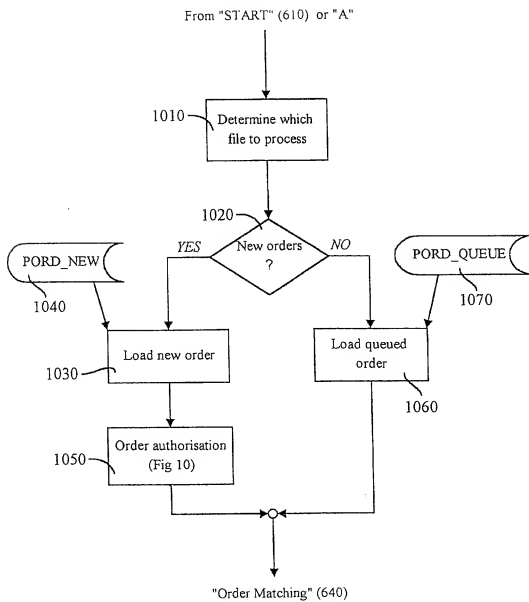 From "START" (610) or "A"
1010
Determine which
file to process
1020
YES
New orders
?
NO
PORD_NEW
1040
PORD_QUEUE
1070
Load new order
1030
Load queued
order
1060
Order authorisation
(Fig 10)
1050
"Order Matching" (640)